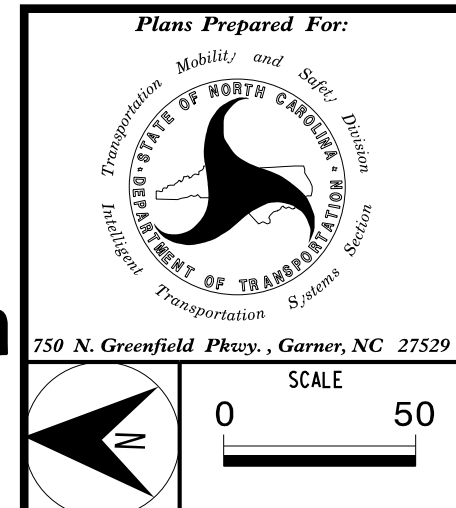 Plans Prepared For:
Transportation Mobility and Safety Division
STATE OF NORTH CAROLINA
DEPARTMENT OF TRANSPORTATION
Intelligent Transportation Systems Section
750 N. Greenfield Pkwy. , Garner, NC 27529
N
SCALE
0 50